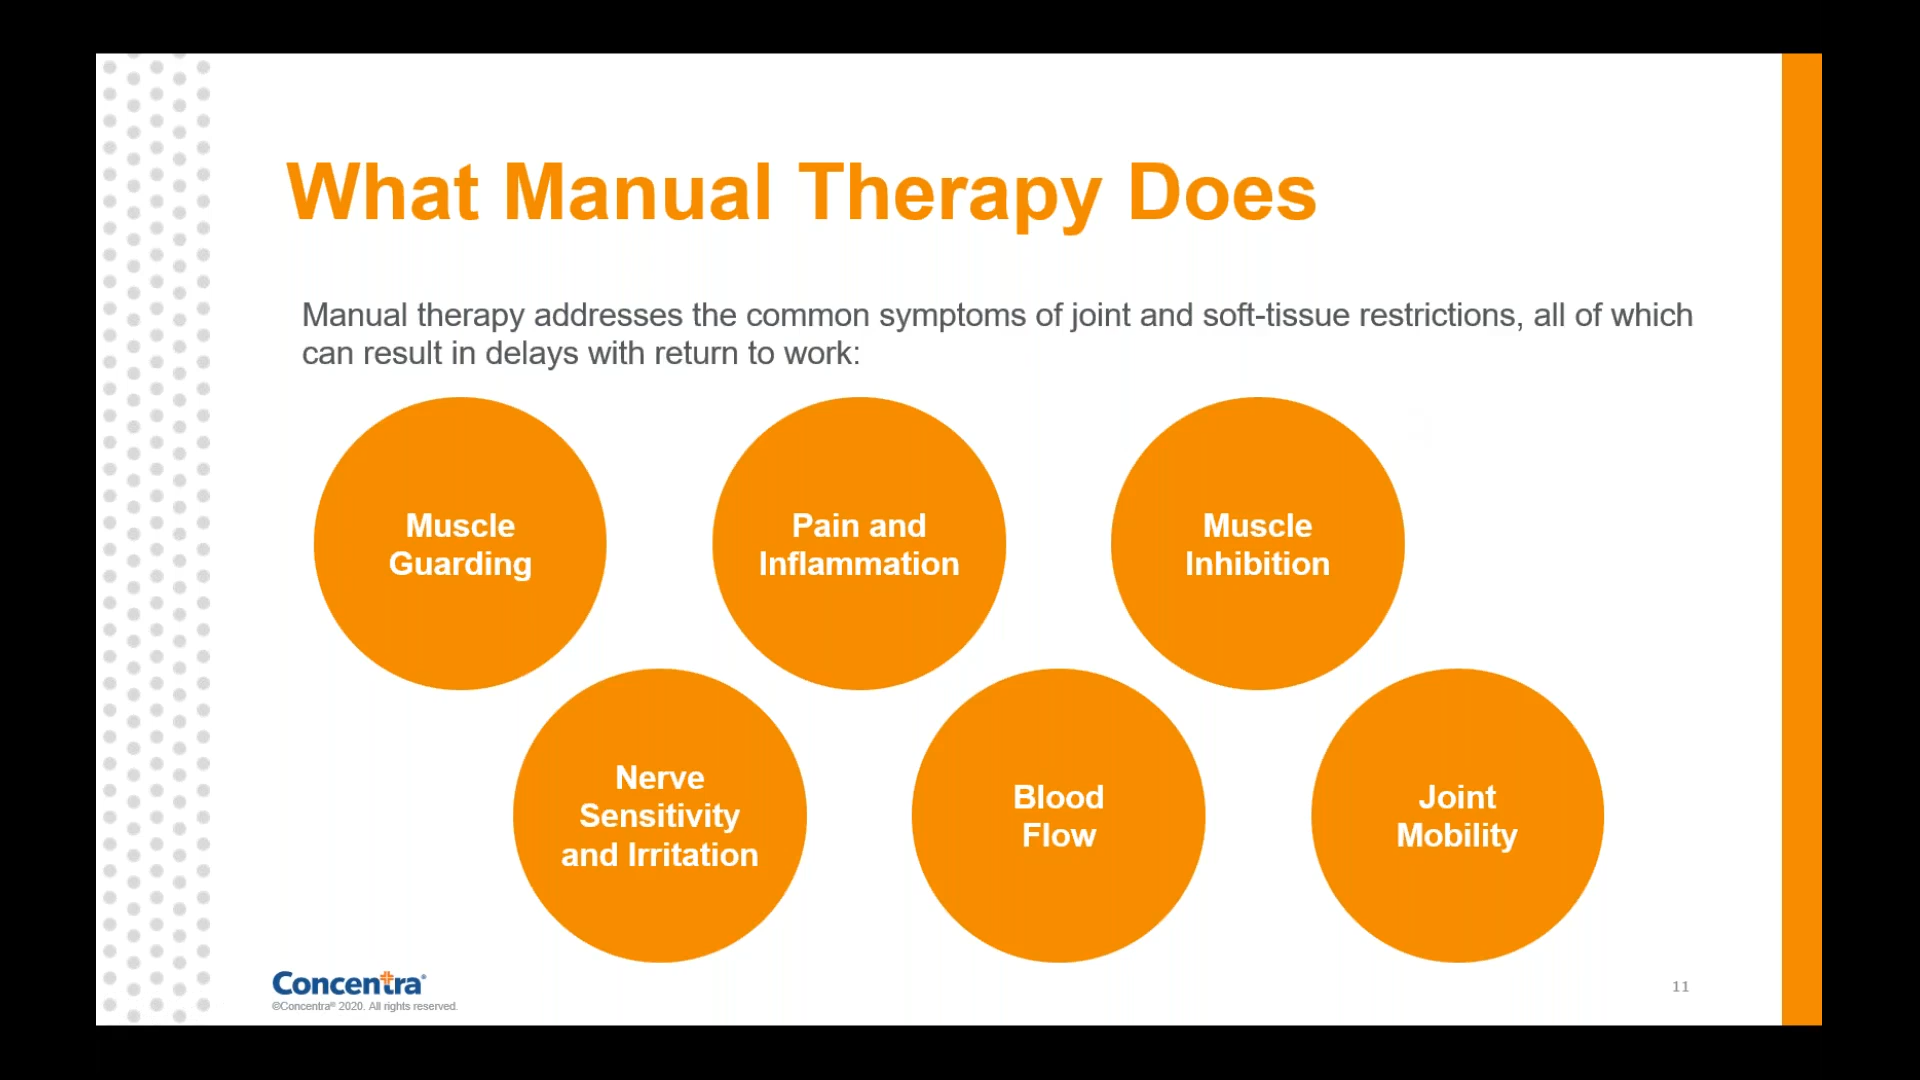 What Manual Therapy Does
Manual therapy addresses the common symptoms of joint and soft-tissue restrictions, all of which
can result in delays with return to work:
Muscle
Guarding
Pain and
Inflammation
Muscle
Inhibition
Nerve
Sensitivity
and Irritation
Blood
Flow
Joint
Mobility
Concentra®
©Concentra® 2020. All rights reserved.
11